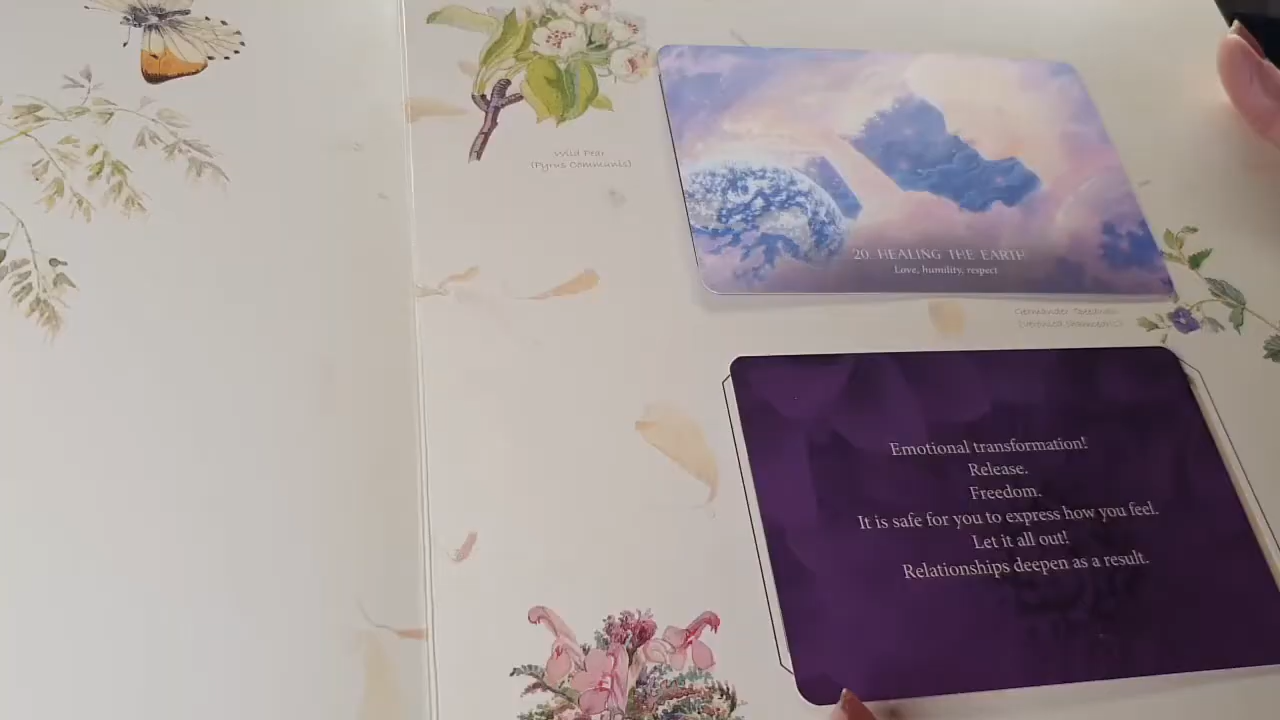 Wild Pear
(Pyrus Communis)
20. HEALING THE EARTH
Love, humility, respect
Emotional transformation!
Release.
Freedom.
It is safe for you to express how you feel.
Let it all out!
Relationships deepen as a result.